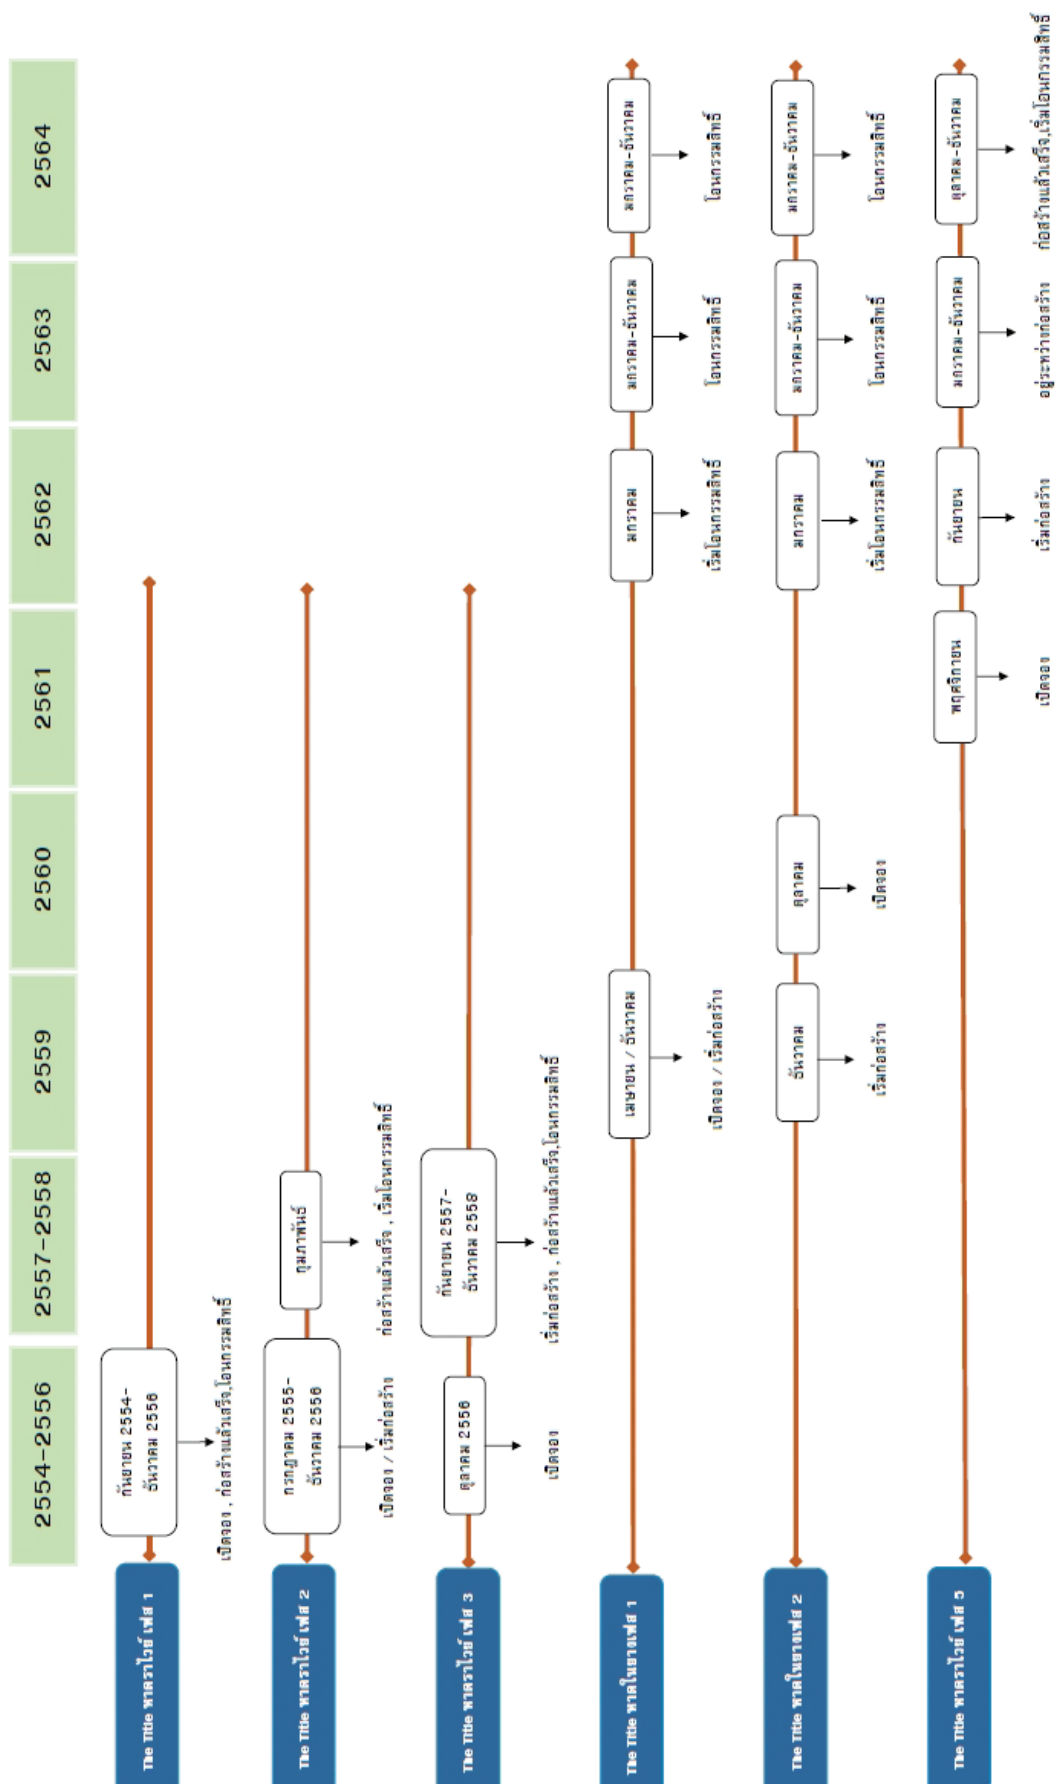 2554-2556
2557-2558
2559
2560
2561
2562
2563
2564
The Title หาดราไวย์ เฟส 1
กันยายน 2554-
ธันวาคม 2556
เปิดจอง , ก่อสร้างแล้วเสร็จ,โอนกรรมสิทธิ์
The Title หาดราไวย์ เฟส 2
กรกฎาคม 2555-
ธันวาคม 2556
เปิดจอง / เริ่มก่อสร้าง
กุมภาพันธ์
ก่อสร้างแล้วเสร็จ , เริ่มโอนกรรมสิทธิ์
The Title หาดราไวย์ เฟส 3
ตุลาคม 2556
เปิดจอง
กันยายน 2557-
ธันวาคม 2558
เริ่มก่อสร้าง , ก่อสร้างแล้วเสร็จ,โอนกรรมสิทธิ์
The Title หาดในยางเฟส 1
เมษายน / ธันวาคม
เปิดจอง / เริ่มก่อสร้าง
มกราคม
เริ่มโอนกรรมสิทธิ์
มกราคม-ธันวาคม
โอนกรรมสิทธิ์
มกราคม-ธันวาคม
โอนกรรมสิทธิ์
The Title หาดในยางเฟส 2
ธันวาคม
เริ่มก่อสร้าง
ตุลาคม
เปิดจอง
มกราคม
เริ่มโอนกรรมสิทธิ์
มกราคม-ธันวาคม
โอนกรรมสิทธิ์
มกราคม-ธันวาคม
โอนกรรมสิทธิ์
The Title หาดราไวย์ เฟส 5
พฤศจิกายน
เปิดจอง
กันยายน
เริ่มก่อสร้าง
มกราคม-ธันวาคม
อยู่ระหว่างก่อสร้าง
ตุลาคม-ธันวาคม
ก่อสร้างแล้วเสร็จ,เริ่มโอนกรรมสิทธิ์